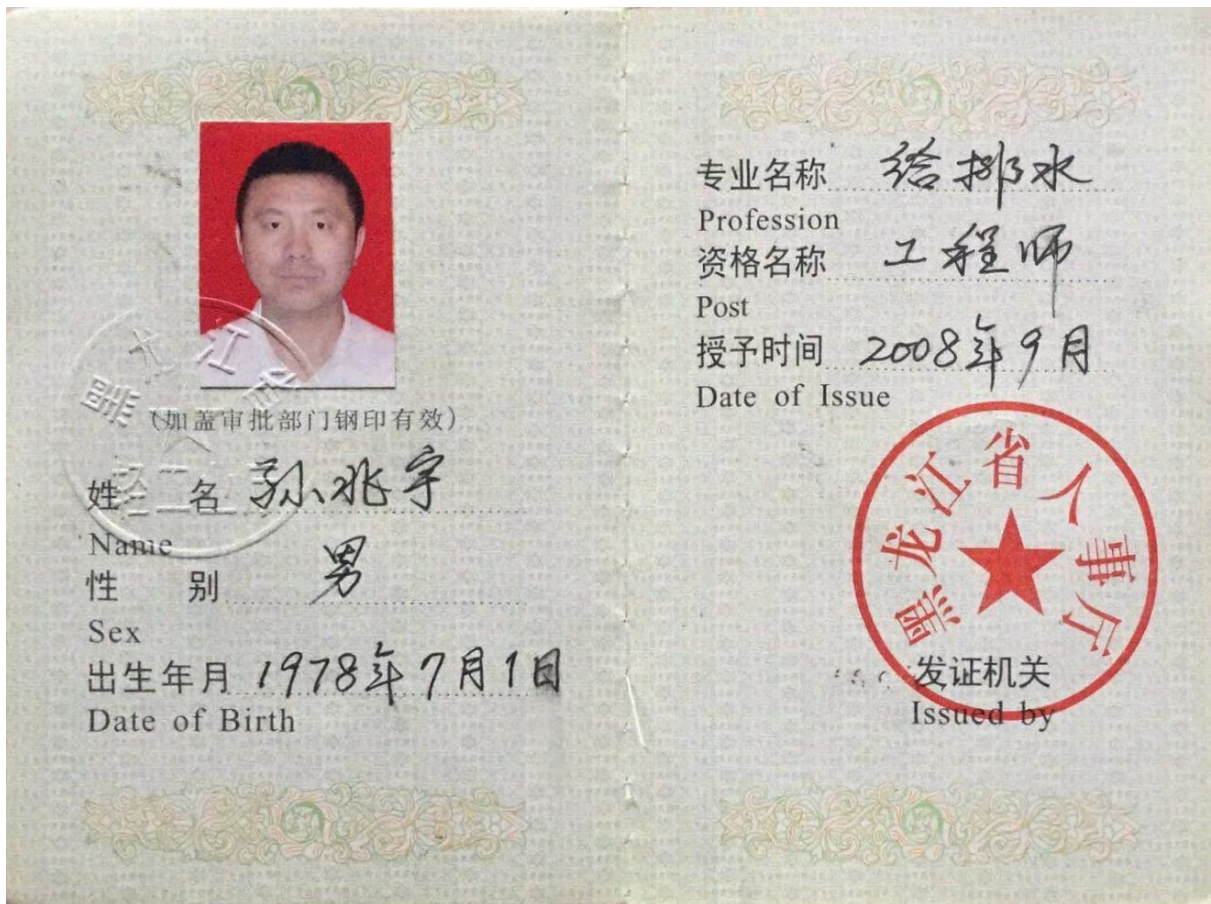 (加盖审批部门钢印有效)
姓 名 孙兆宇
Name
性 别 男
Sex
出生年月 1978年7月1日
Date of Birth
专业名称 给排水
Profession
资格名称 工程师
Post
授予时间 2008年9月
Date of Issue
黑龙江省人事厅
发证机关
Issued by